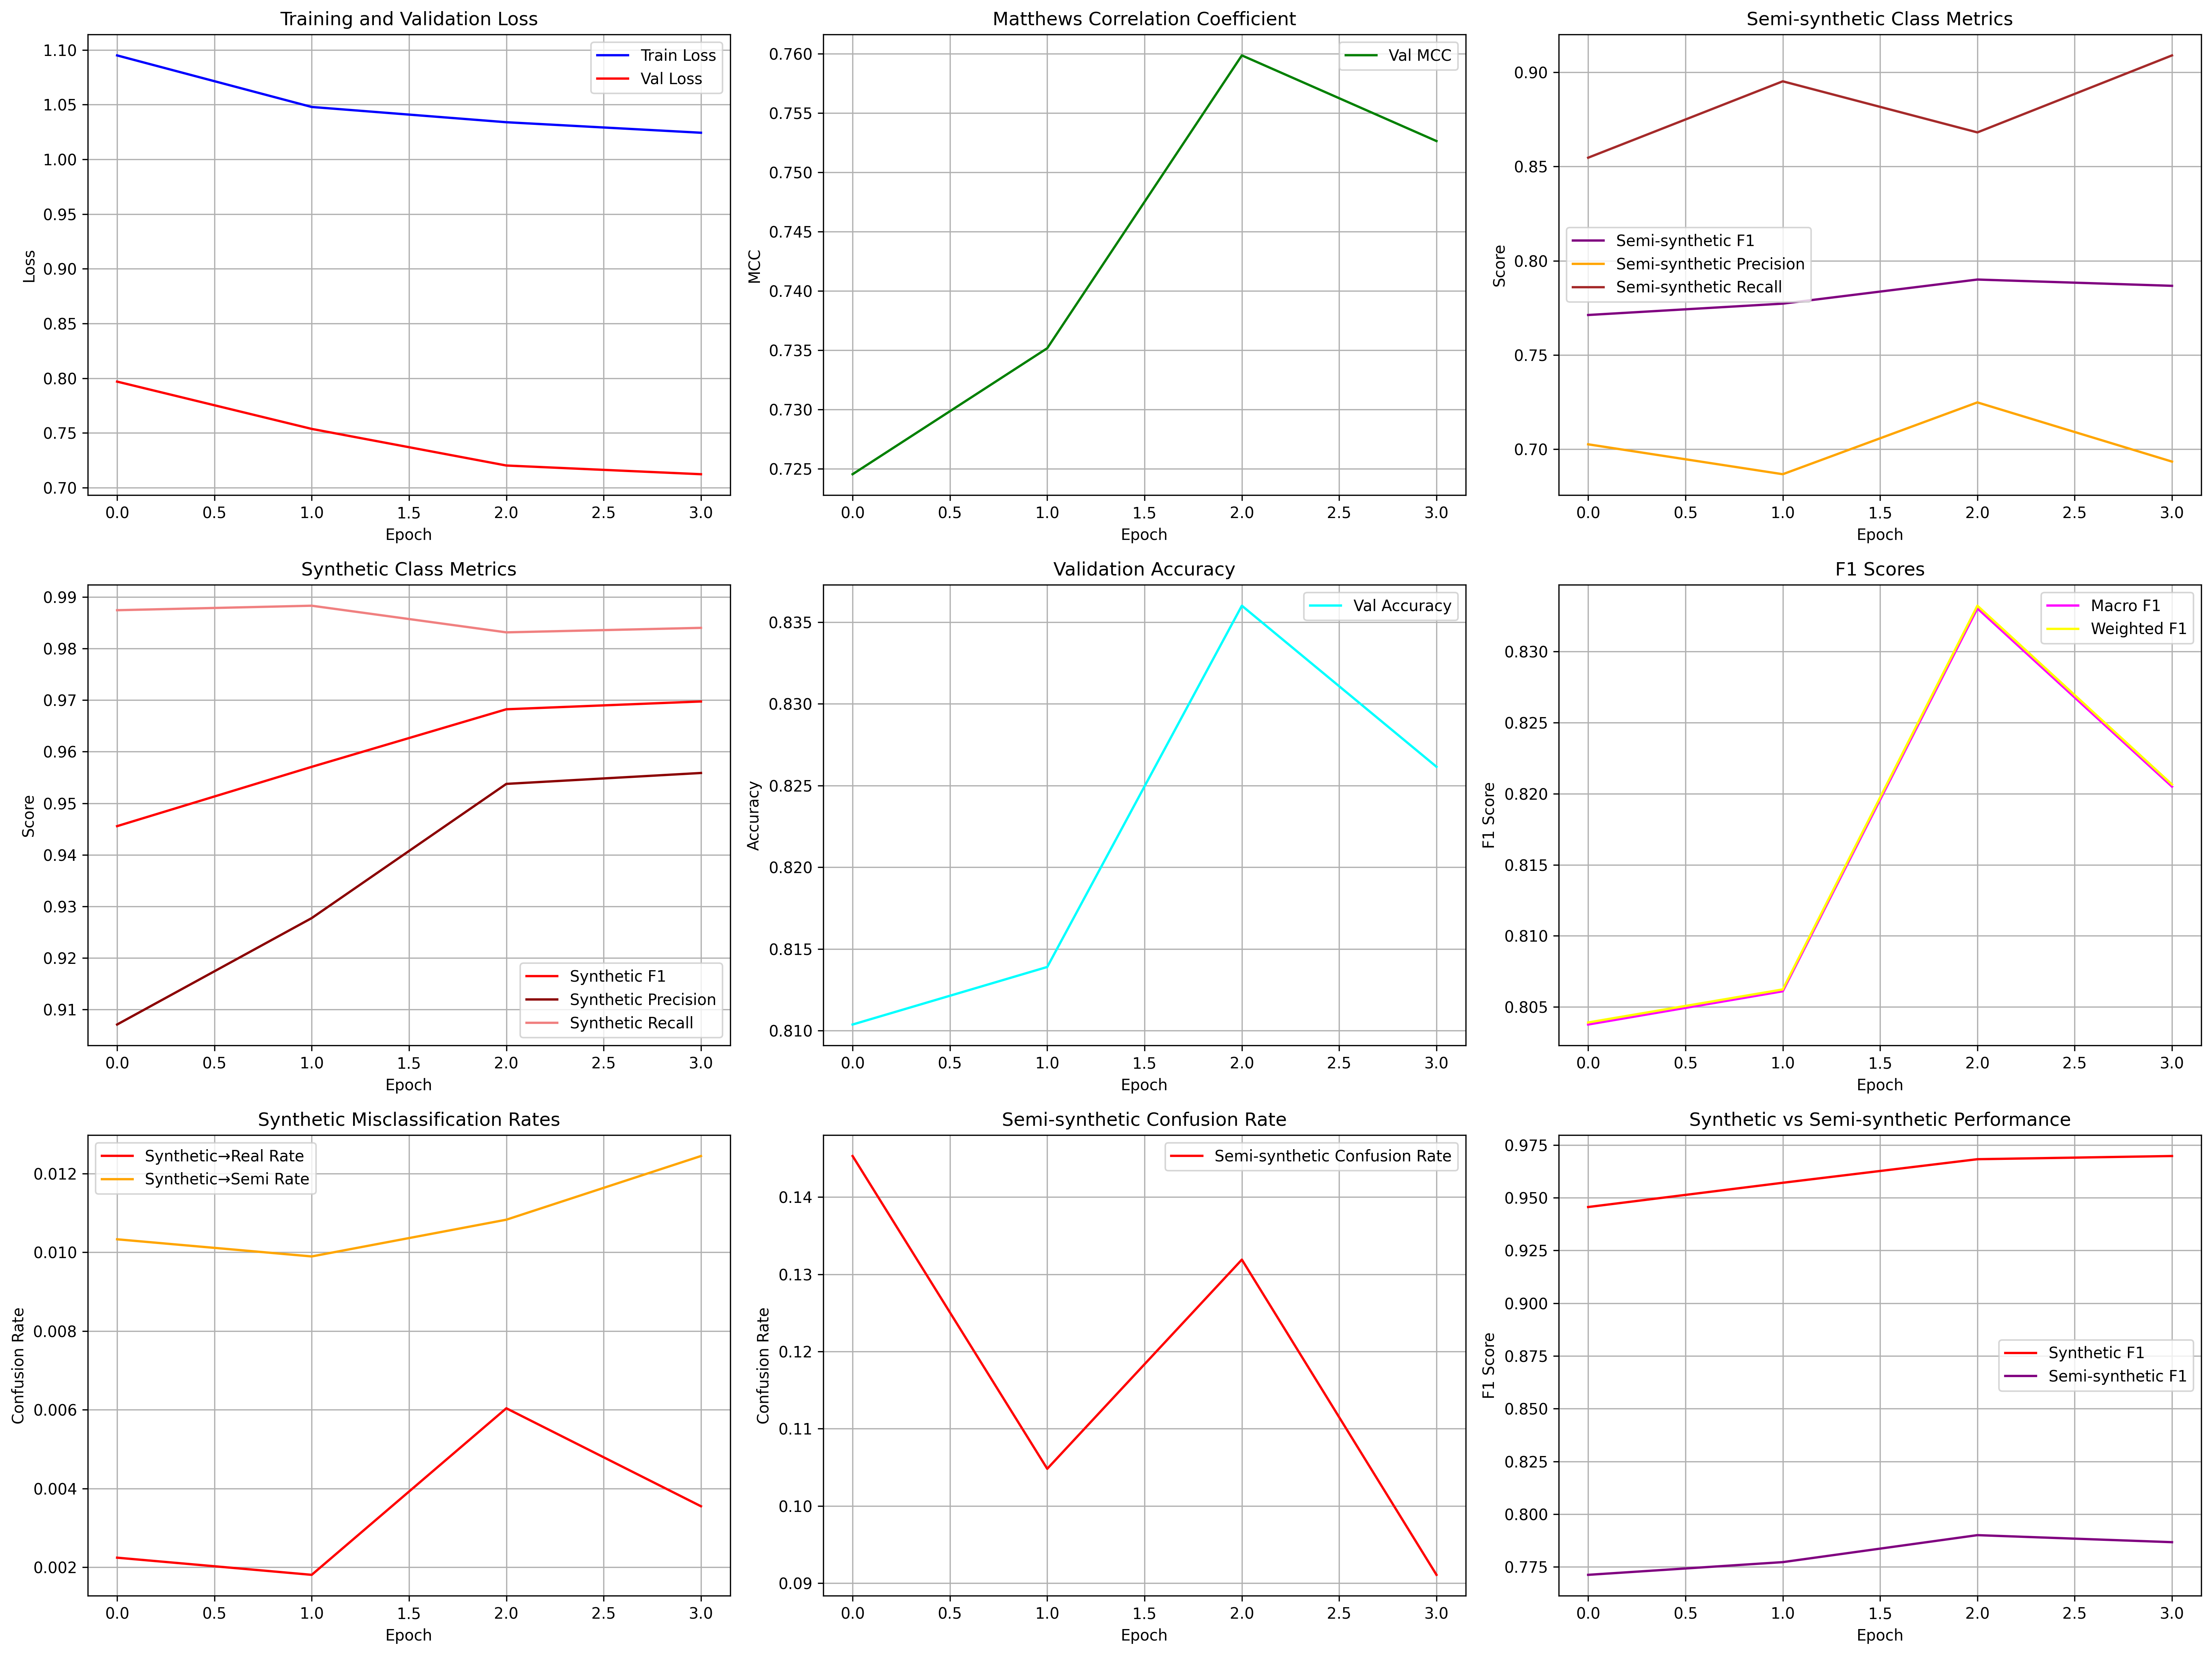 Training and Validation Loss
1.10
1.05
1.00
0.95
0.90
0.85
0.80
0.75
0.70
Loss
Train Loss
Val Loss
0.0 0.5 1.0 1.5 2.0 2.5 3.0
Epoch
Matthews Correlation Coefficient
0.760
0.755
0.750
0.745
0.740
0.735
0.730
0.725
MCC
Val MCC
0.0 0.5 1.0 1.5 2.0 2.5 3.0
Epoch
Semi-synthetic Class Metrics
0.90
0.85
0.80
0.75
0.70
Score
Semi-synthetic F1
Semi-synthetic Precision
Semi-synthetic Recall
0.0 0.5 1.0 1.5 2.0 2.5 3.0
Epoch
Synthetic Class Metrics
0.99
0.98
0.97
0.96
0.95
0.94
0.93
0.92
0.91
Score
Synthetic F1
Synthetic Precision
Synthetic Recall
0.0 0.5 1.0 1.5 2.0 2.5 3.0
Epoch
Validation Accuracy
0.835
0.830
0.825
0.820
0.815
0.810
Accuracy
Val Accuracy
0.0 0.5 1.0 1.5 2.0 2.5 3.0
Epoch
F1 Scores
0.830
0.825
0.820
0.815
0.810
0.805
F1 Score
Macro F1
Weighted F1
0.0 0.5 1.0 1.5 2.0 2.5 3.0
Epoch
Synthetic Misclassification Rates
0.012
0.010
0.008
0.006
0.004
0.002
Confusion Rate
Synthetic→Real Rate
Synthetic→Semi Rate
0.0 0.5 1.0 1.5 2.0 2.5 3.0
Epoch
Semi-synthetic Confusion Rate
0.14
0.13
0.12
0.11
0.10
0.09
Confusion Rate
Semi-synthetic Confusion Rate
0.0 0.5 1.0 1.5 2.0 2.5 3.0
Epoch
Synthetic vs Semi-synthetic Performance
0.975
0.950
0.925
0.900
0.875
0.850
0.825
0.800
0.775
F1 Score
Synthetic F1
Semi-synthetic F1
0.0 0.5 1.0 1.5 2.0 2.5 3.0
Epoch